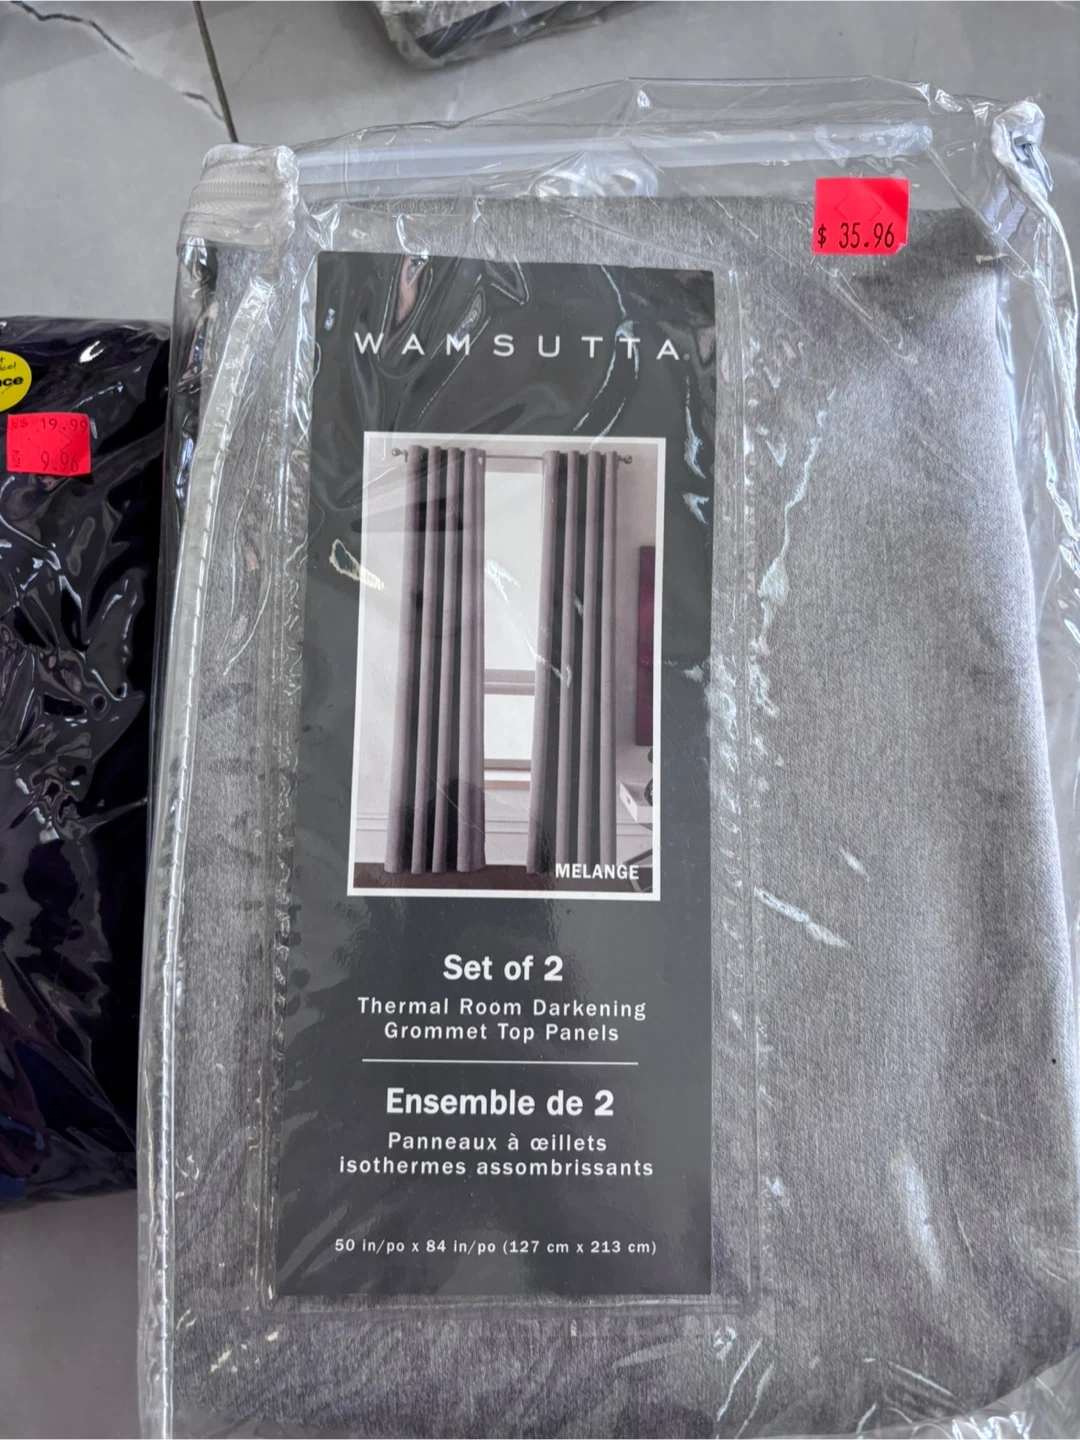 $ 35.96
WAMSUTTA
19.99
9.96
MELANGE
Set of 2
Thermal Room Darkening
Grommet Top Panels
Ensemble de 2
Panneaux à œillets
isothermes assombrissants
50 in/po x 84 in/po (127 cm x 213 cm)